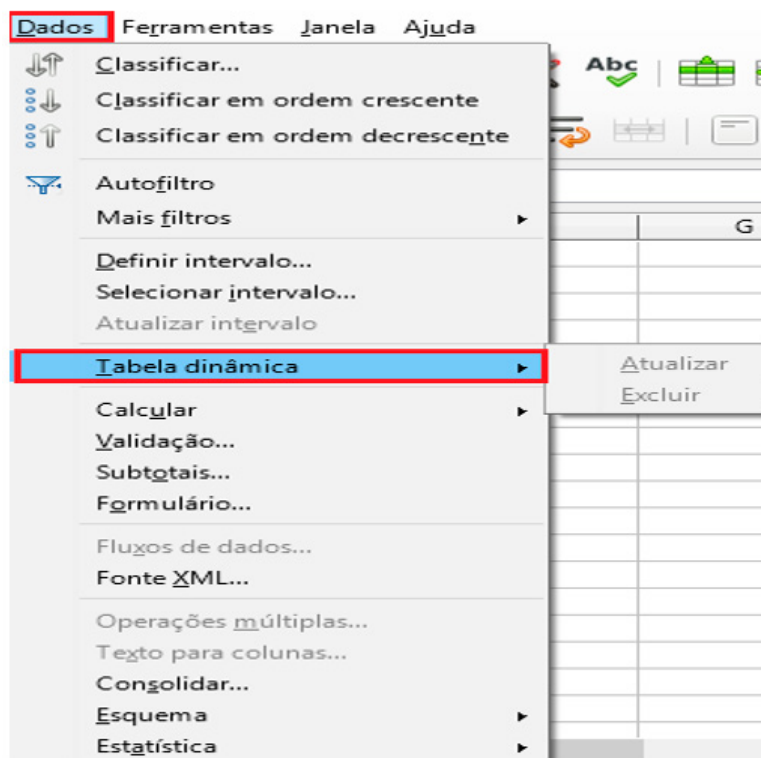 Dados Ferramentas Janela Ajuda
Classificar...
Abc
Classificar em ordem crescente
Classificar em ordem decrescente
Autofiltro
Mais filtros
G
Definir intervalo...
Selecionar intervalo...
Atualizar intervalo
Tabela dinâmica
Atualizar
Excluir
Calcular
Validação...
Subtotais...
Formulário...
Fluxos de dados...
Fonte XML...
Operações múltiplas...
Texto para colunas...
Consolidar...
Esquema
Estatística